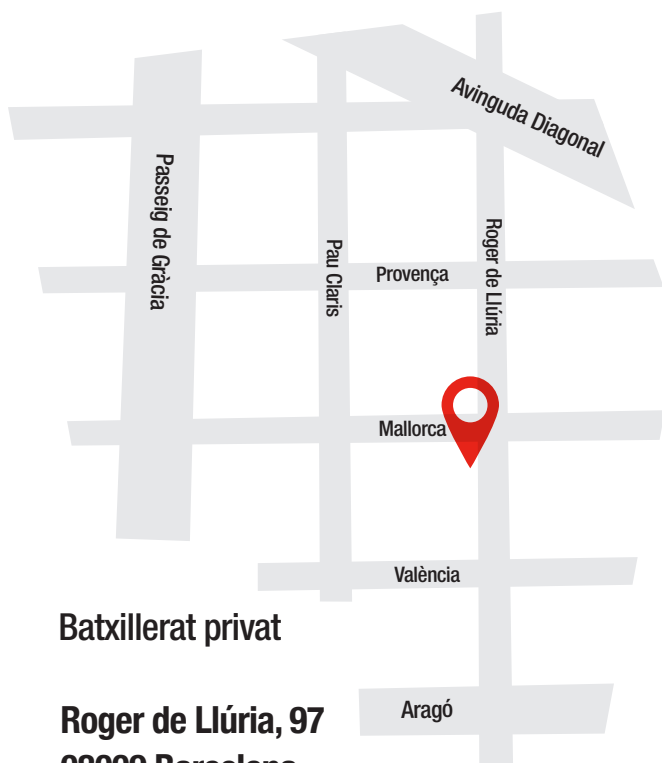 Avinguda Diagonal
Passeig de Gràcia
Pau Claris
Roger de Llúria
Provença
Mallorca
València
Batxillerat privat
Aragó
Roger de Llúria, 97
Barcelona